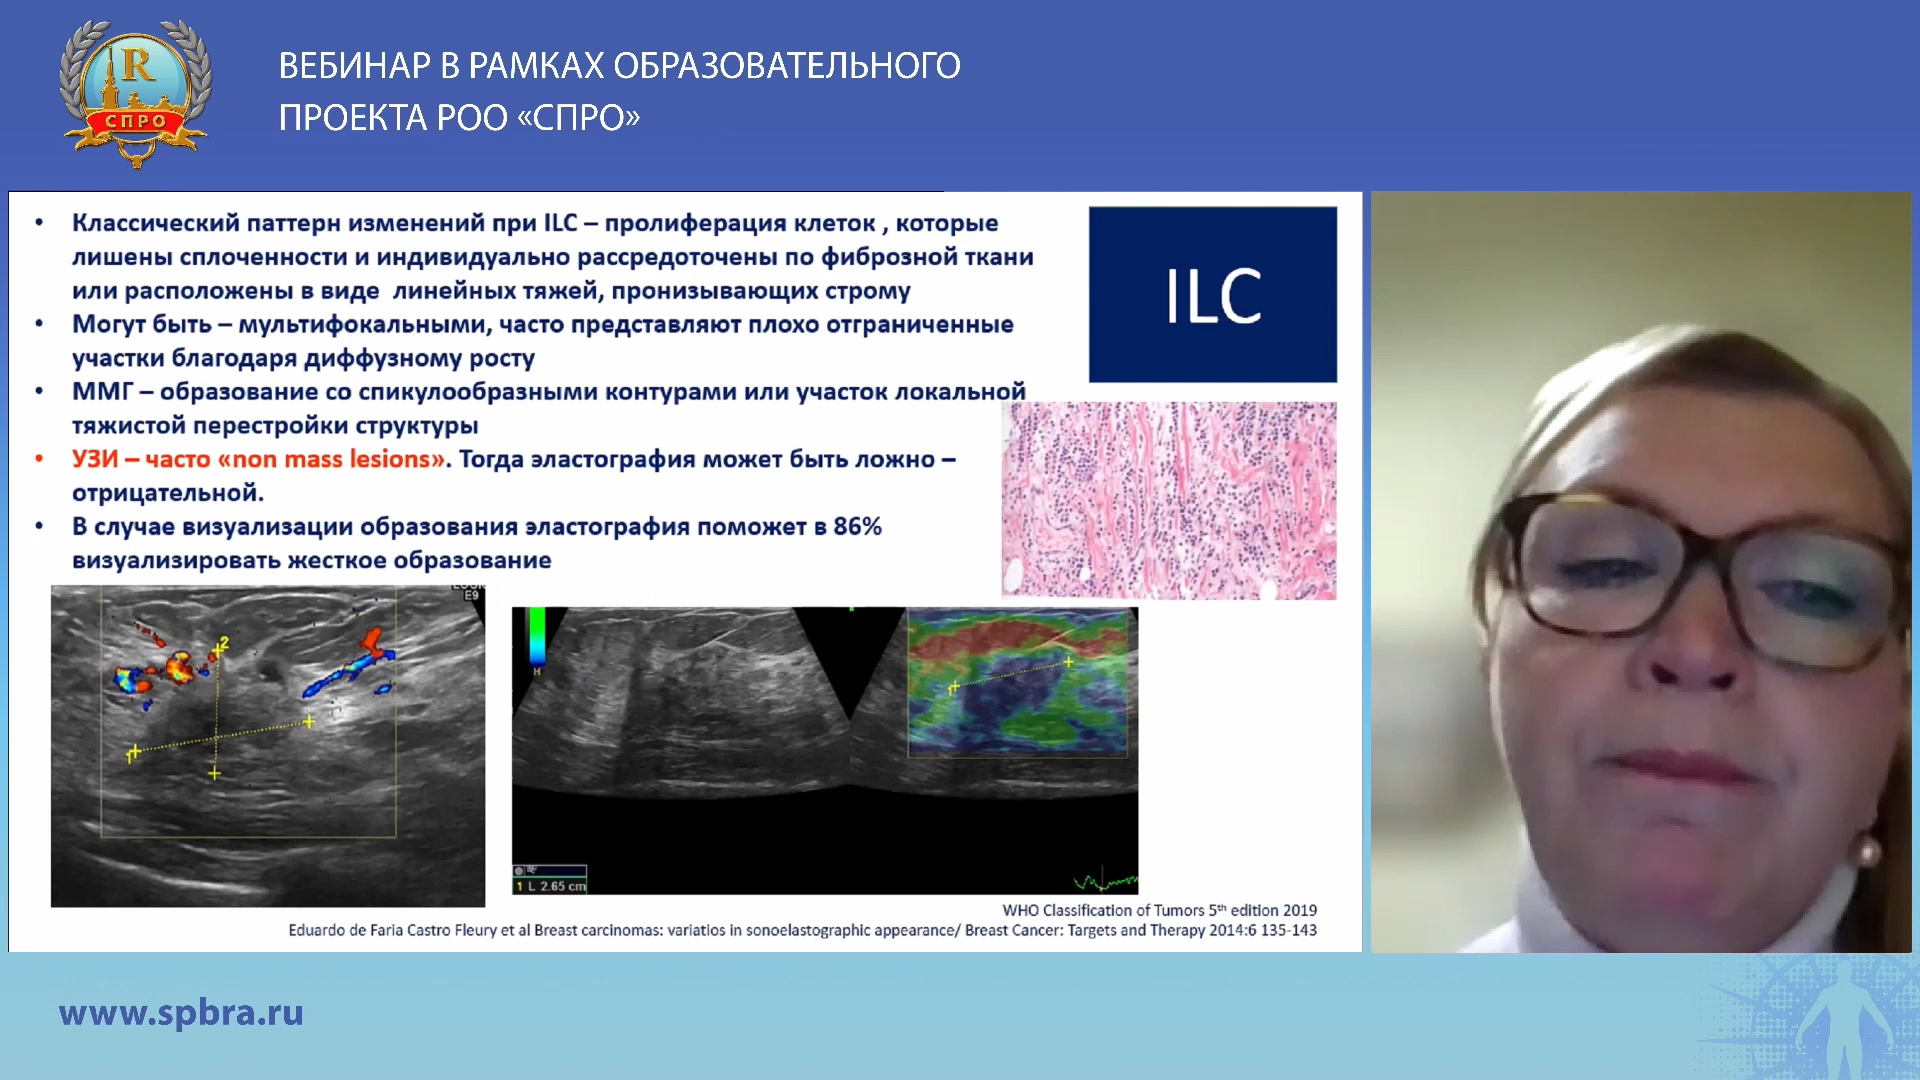 R
СПРО
ВЕБИНАР В РАМКАХ ОБРАЗОВАТЕЛЬНОГО
ПРОЕКТА РОО «СПРО»
• Классический паттерн изменений при ILC – пролиферация клеток , которые
лишены сплоченности и индивидуально рассредоточены по фиброзной ткани
или расположены в виде линейных тяжей, пронизывающих строму
• Могут быть – мультифокальными, часто представляют плохо отграниченные
участки благодаря диффузному росту
• ММГ – образование со спикулообразными контурами или участок локальной
тяжистой перестройки структуры
• УЗИ – часто «non mass lesions». Тогда эластография может быть ложно –
отрицательной.
• В случае визуализации образования эластография поможет в 86%
визуализировать жесткое образование
ILC
E9
2
1
H
1
1 L 2.65 cm
WHO Classification of Tumors 5th edition 2019
Eduardo de Faria Castro Fleury et al Breast carcinomas: variatios in sonoelastographic appearance/ Breast Cancer: Targets and Therapy 2014:6 135-143
www.spbra.ru